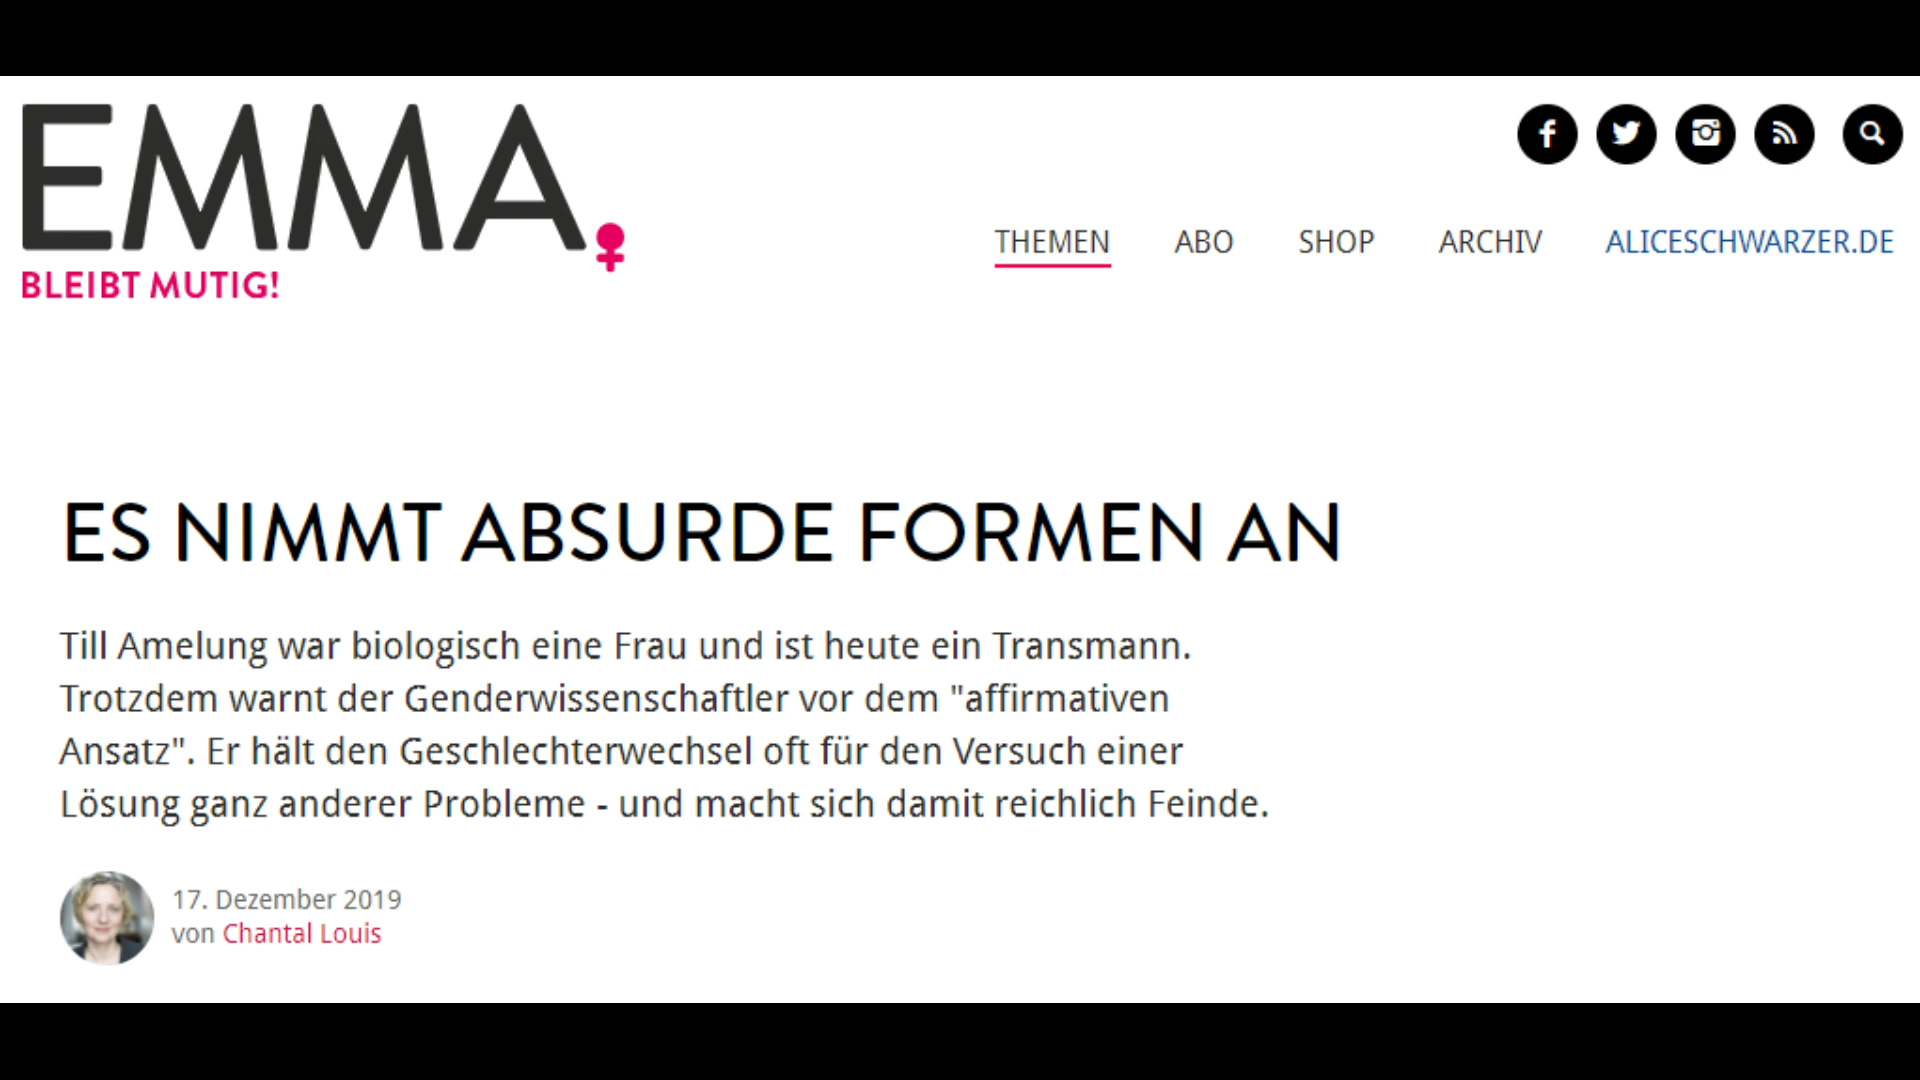 EMMA.
BLEIBT MUTIG!
THEMEN
ABO
SHOP
ARCHIV
ALICESCHWARZER.DE
ES NIMMT ABSURDE FORMEN AN
Till Amelung war biologisch eine Frau und ist heute ein Transmann.
Trotzdem warnt der Genderwissenschaftler vor dem "affirmativen
Ansatz". Er hält den Geschlechterwechsel oft für den Versuch einer
Lösung ganz anderer Probleme - und macht sich damit reichlich Feinde.
17. Dezember 2019
von Chantal Louis